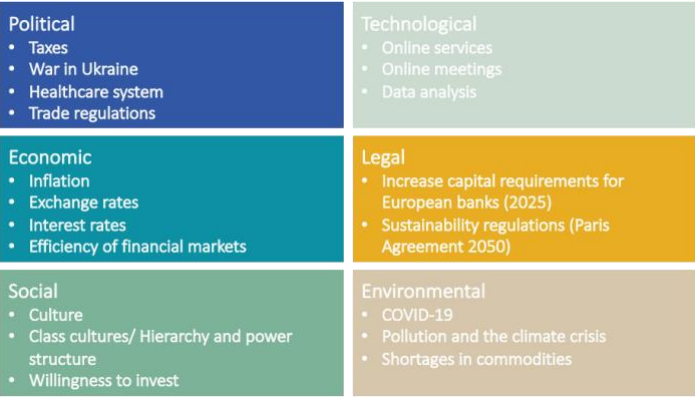 Political
• Taxes
• War in Ukraine
• Healthcare system
• Trade regulations
Technological
• Online services
• Online meetings
• Data analysis
Economic
• Inflation
• Exchange rates
• Interest rates
• Efficiency of financial markets
Legal
• Increase capital requirements for
European banks (2025)
• Sustainability regulations (Paris
Agreement 2050)
Social
• Culture
• Class cultures/ Hierarchy and power
structure
• Willingness to invest
Environmental
• COVID-19
• Pollution and the climate crisis
• Shortages in commodities